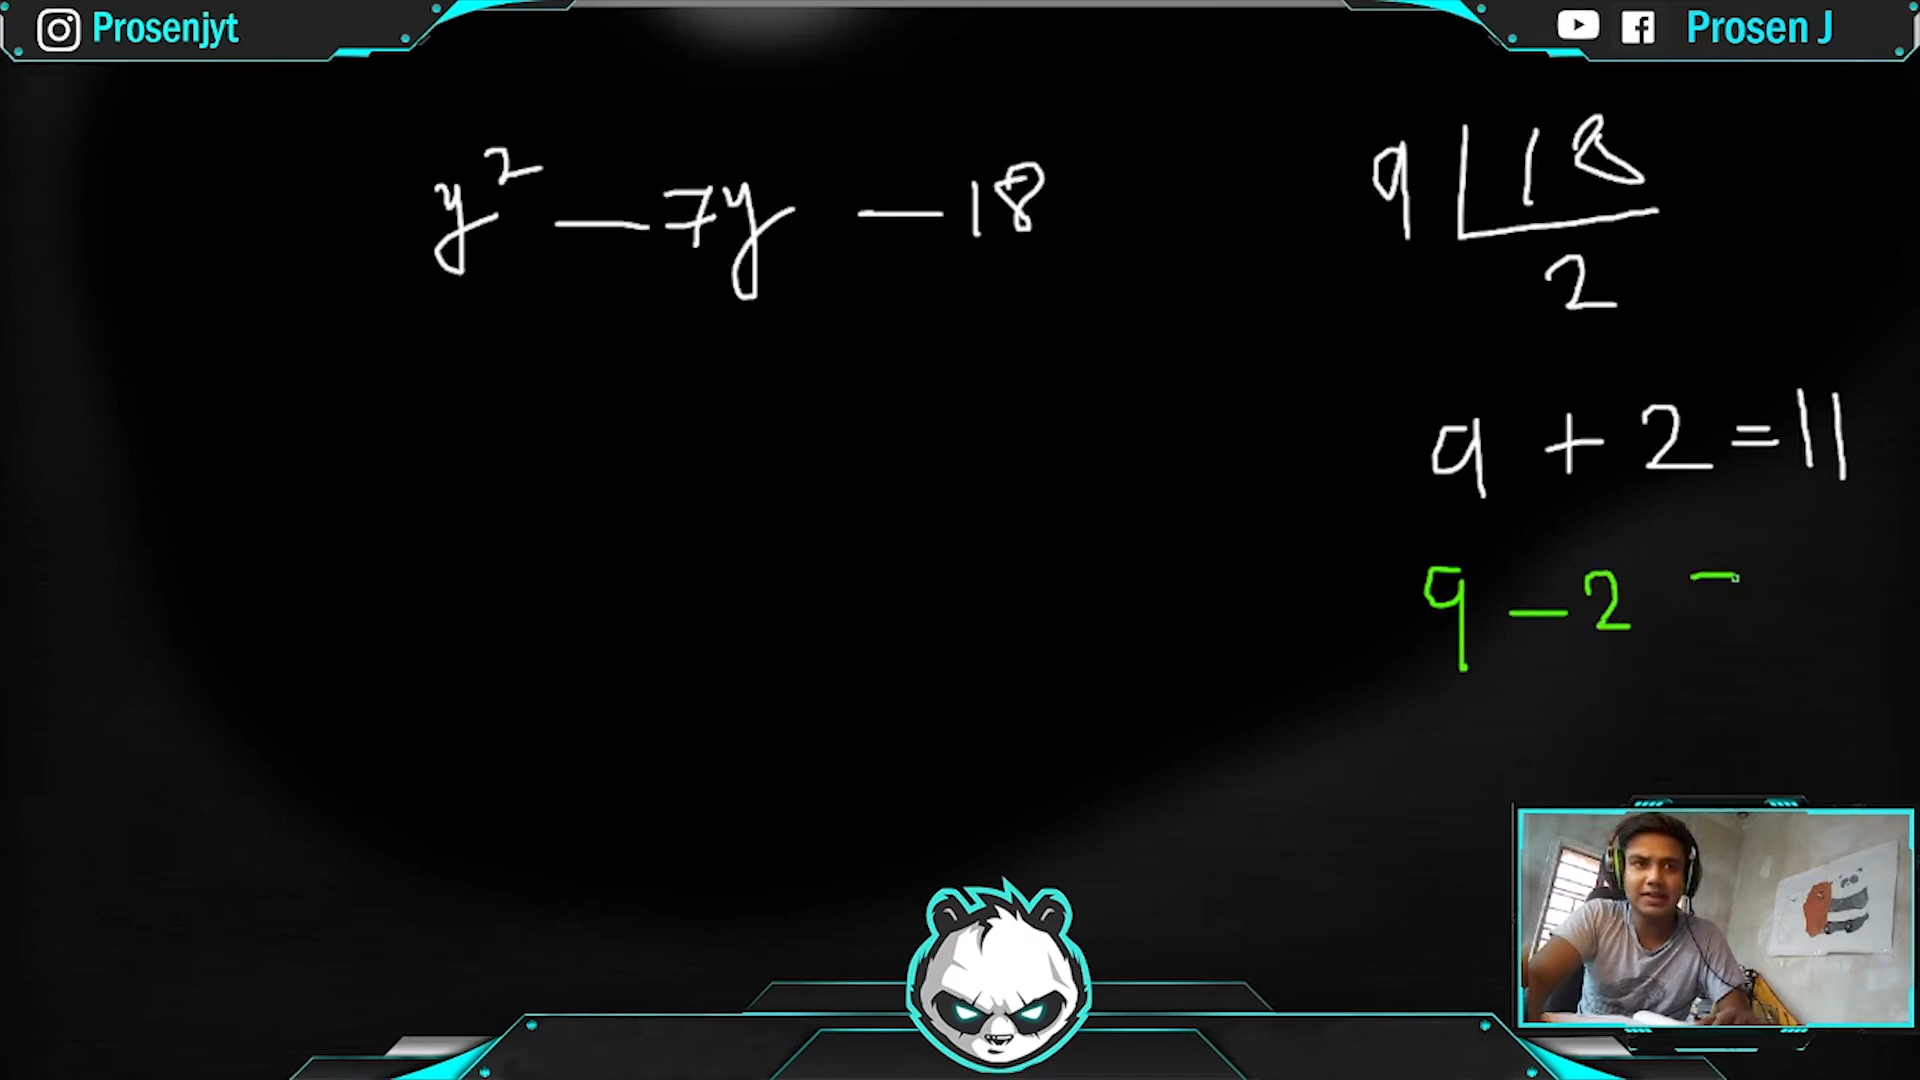 Prosenjyt
Prosen J
y² — 7y — 18
9 | 18
2
9 + 2 = 11
9 — 2 —